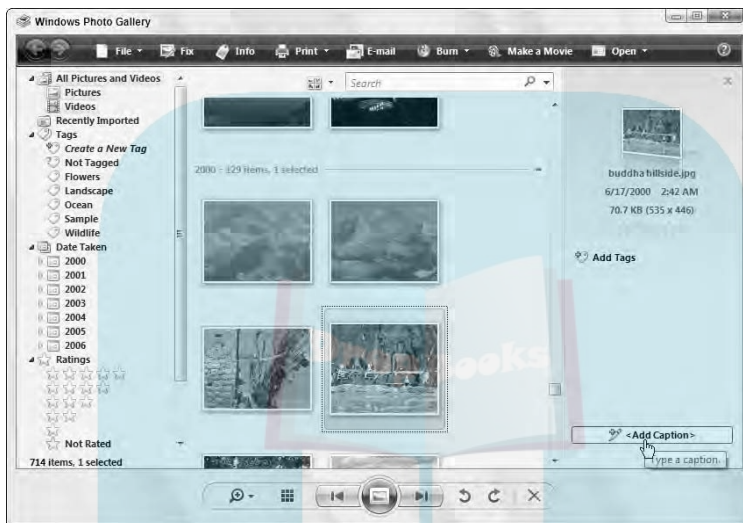 Windows Photo Gallery
File Fix Info Print E-mail Burn Make a Movie Open
All Pictures and Videos
Pictures
Videos
Recently Imported
Tags
Create a New Tag
Not Tagged
Flowers
Landscape
Ocean
Sample
Wildlife
Date Taken
2000
2001
2002
2003
2004
2005
2006
Ratings
Not Rated
714 items, 1 selected
Search
2000 - 329 items, 1 selected
buddha hillside.jpg
6/17/2000 2:42 AM
70.7 KB (535 x 446)
Add Tags
<Add Caption>
Type a caption.